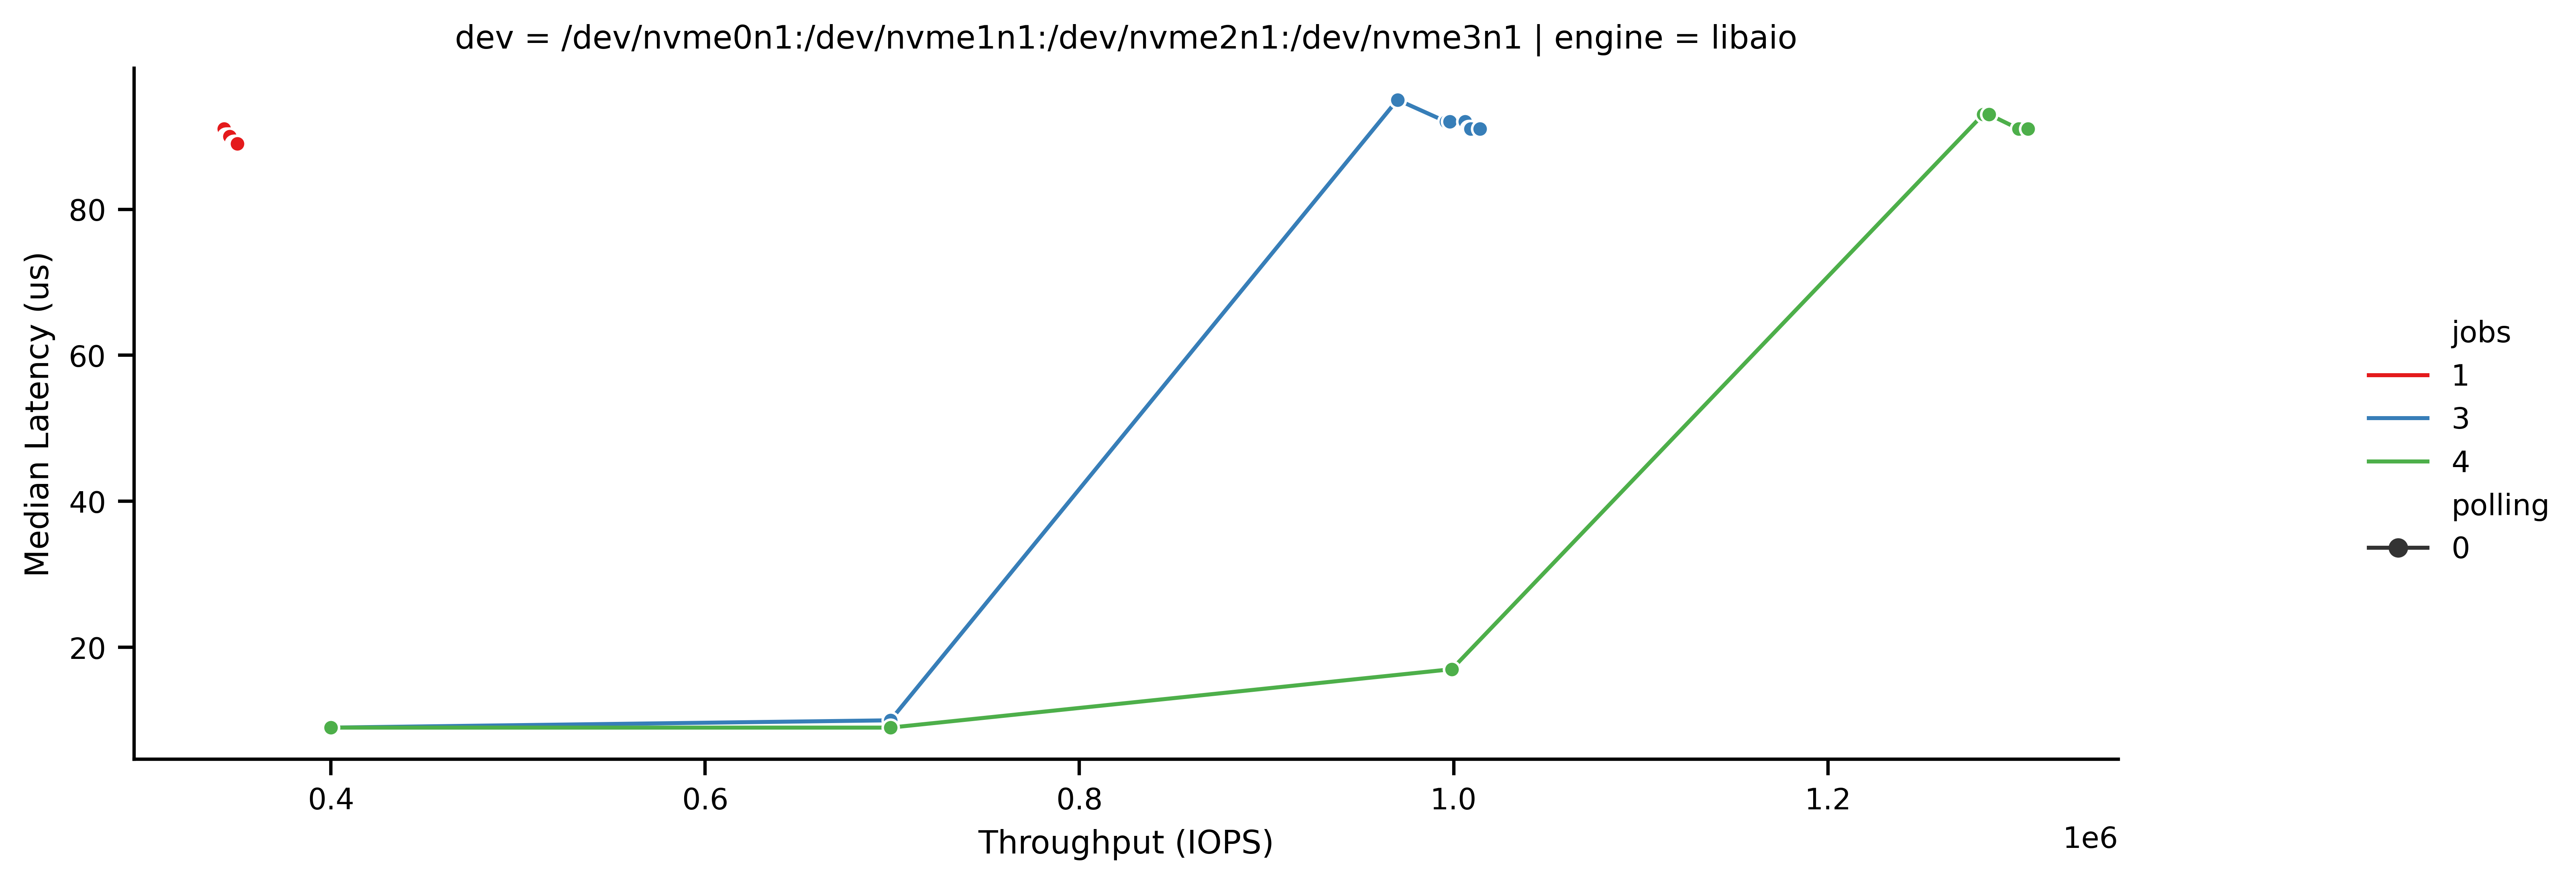 dev = /dev/nvme0n1:/dev/nvme1n1:/dev/nvme2n1:/dev/nvme3n1 | engine = libaio
Median Latency (us)
80
60
40
20
0.4
0.6
0.8
1.0
1.2
1e6
Throughput (IOPS)
jobs
1
3
4
polling
0